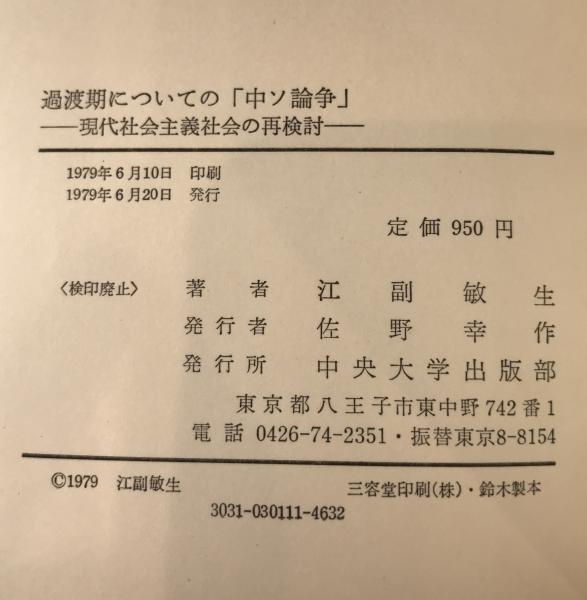 過渡期についての「中ソ論争」
──現代社会主義社会の再検討──
1979年6月10日 印刷
1979年6月20日 発行
定価 950 円
〈検印廃止〉 著者 江副敏生
発行者 佐野幸作
発行所 中央大学出版部
東京都八王子市東中野742番1
電話 0426-74-2351・振替東京8-8154
©1979 江副敏生 三容堂印刷(株)・鈴木製本
3031-030111-4632